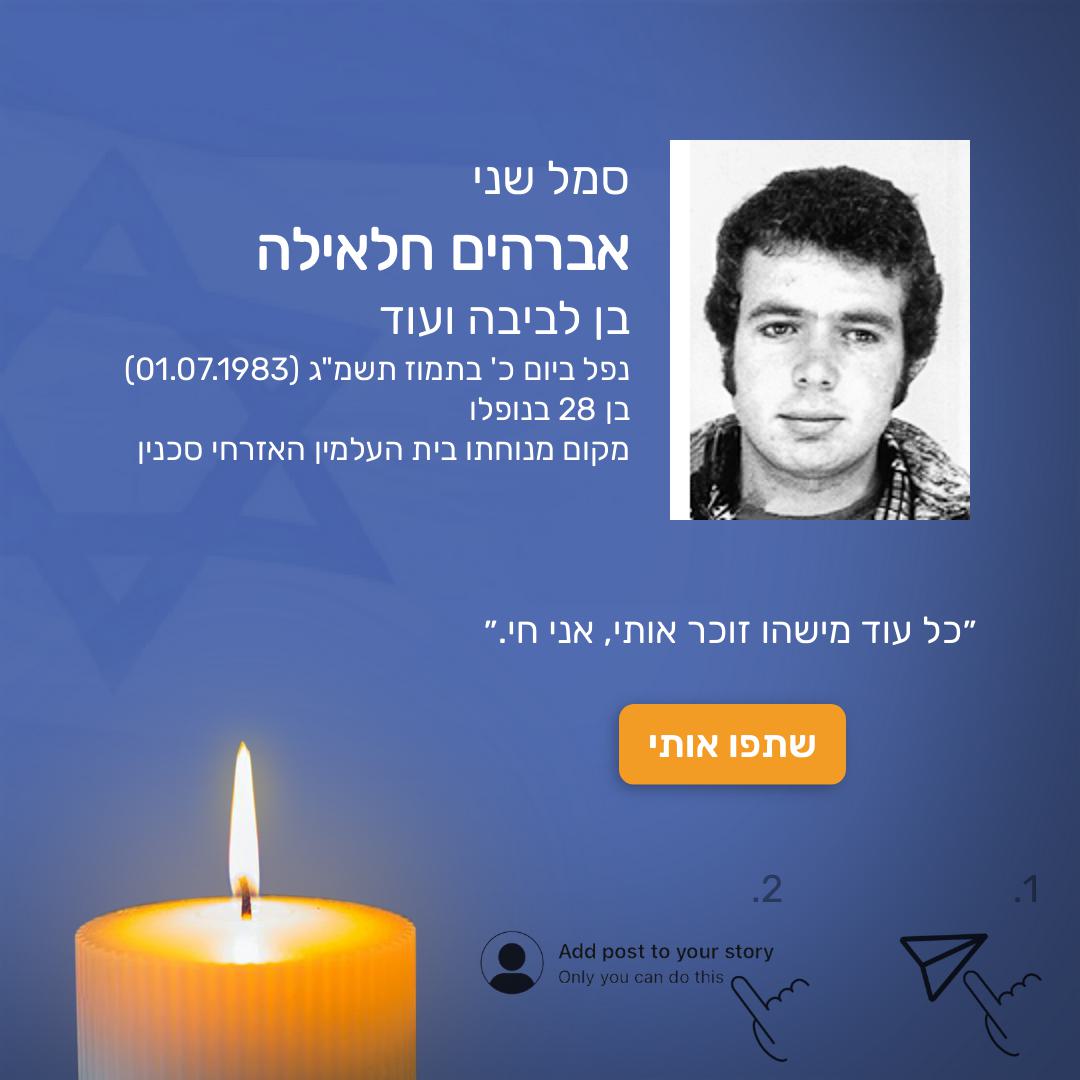 סמל שני
אברהים חלאילה
בן לביבה ועוד
נפל ביום כ' בתמוז תשמ"ג (01.07.1983)
בן 28 בנופלו
מקום מנוחתו בית העלמין האזרחי סכנין
״כל עוד מישהו זוכר אותי, אני חי.״
שתפו אותי
.1
.2
Add post to your story
Only you can do this